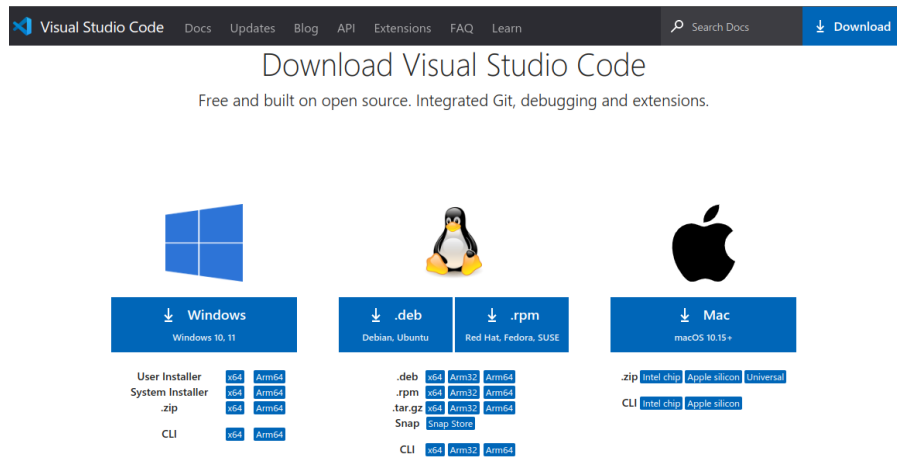 Visual Studio Code Docs Updates Blog API Extensions FAQ Learn Search Docs Download
Download Visual Studio Code
Free and built on open source. Integrated Git, debugging and extensions.
Windows
Windows 10, 11
User Installer x64 Arm64
System Installer x64 Arm64
.zip x64 Arm64
CLI x64 Arm64
.deb
Debian, Ubuntu
.rpm
Red Hat, Fedora, SUSE
.deb x64 Arm32 Arm64
.rpm x64 Arm32 Arm64
.tar.gz x64 Arm32 Arm64
Snap Snap Store
CLI x64 Arm32 Arm64
Mac
macOS 10.15+
.zip Intel chip Apple silicon Universal
CLI Intel chip Apple silicon